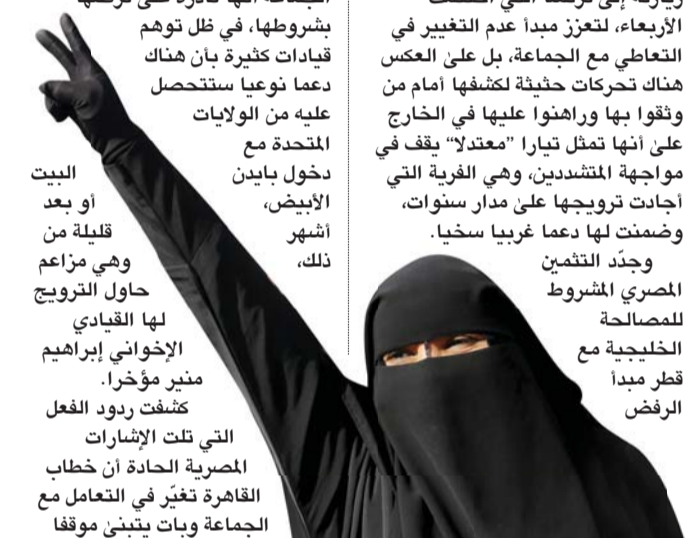 الأربعاء، لتعزز مبدأ عدم التغيير في
التعاطي مع الجماعة، بل على العكس
هناك تحركات حثيثة لكشفها أمام من
وثقوا بها وراهنوا عليها في الخارج
على أنها تمثل تيارا ”معتدلا“ يقف في
مواجهة المتشددين، وهي الفرية التي
أجادت ترويجها على مدار سنوات،
وضمنت لها دعما غربيا سخيا.
وجدّد التثمين
المصري المشروط
للمصالحة
الخليجية مع
قطر مبدأ
الرفض
بشروطها، في ظل توهم
قيادات كثيرة بأن هناك
دعما نوعيا ستتحصل
عليه من الولايات
المتحدة مع
دخول بايدن البيت
الأبيض، أو بعد
أشهر قليلة من
ذلك، وهي مزاعم
حاول الترويج
لها القيادي
الإخواني إبراهيم
منير مؤخرا.
كشفت ردود الفعل
التي تلت الإشارات
المصرية الحادة أن خطاب
القاهرة تغيّر في التعامل مع
الجماعة وبات يتبنى موقفا